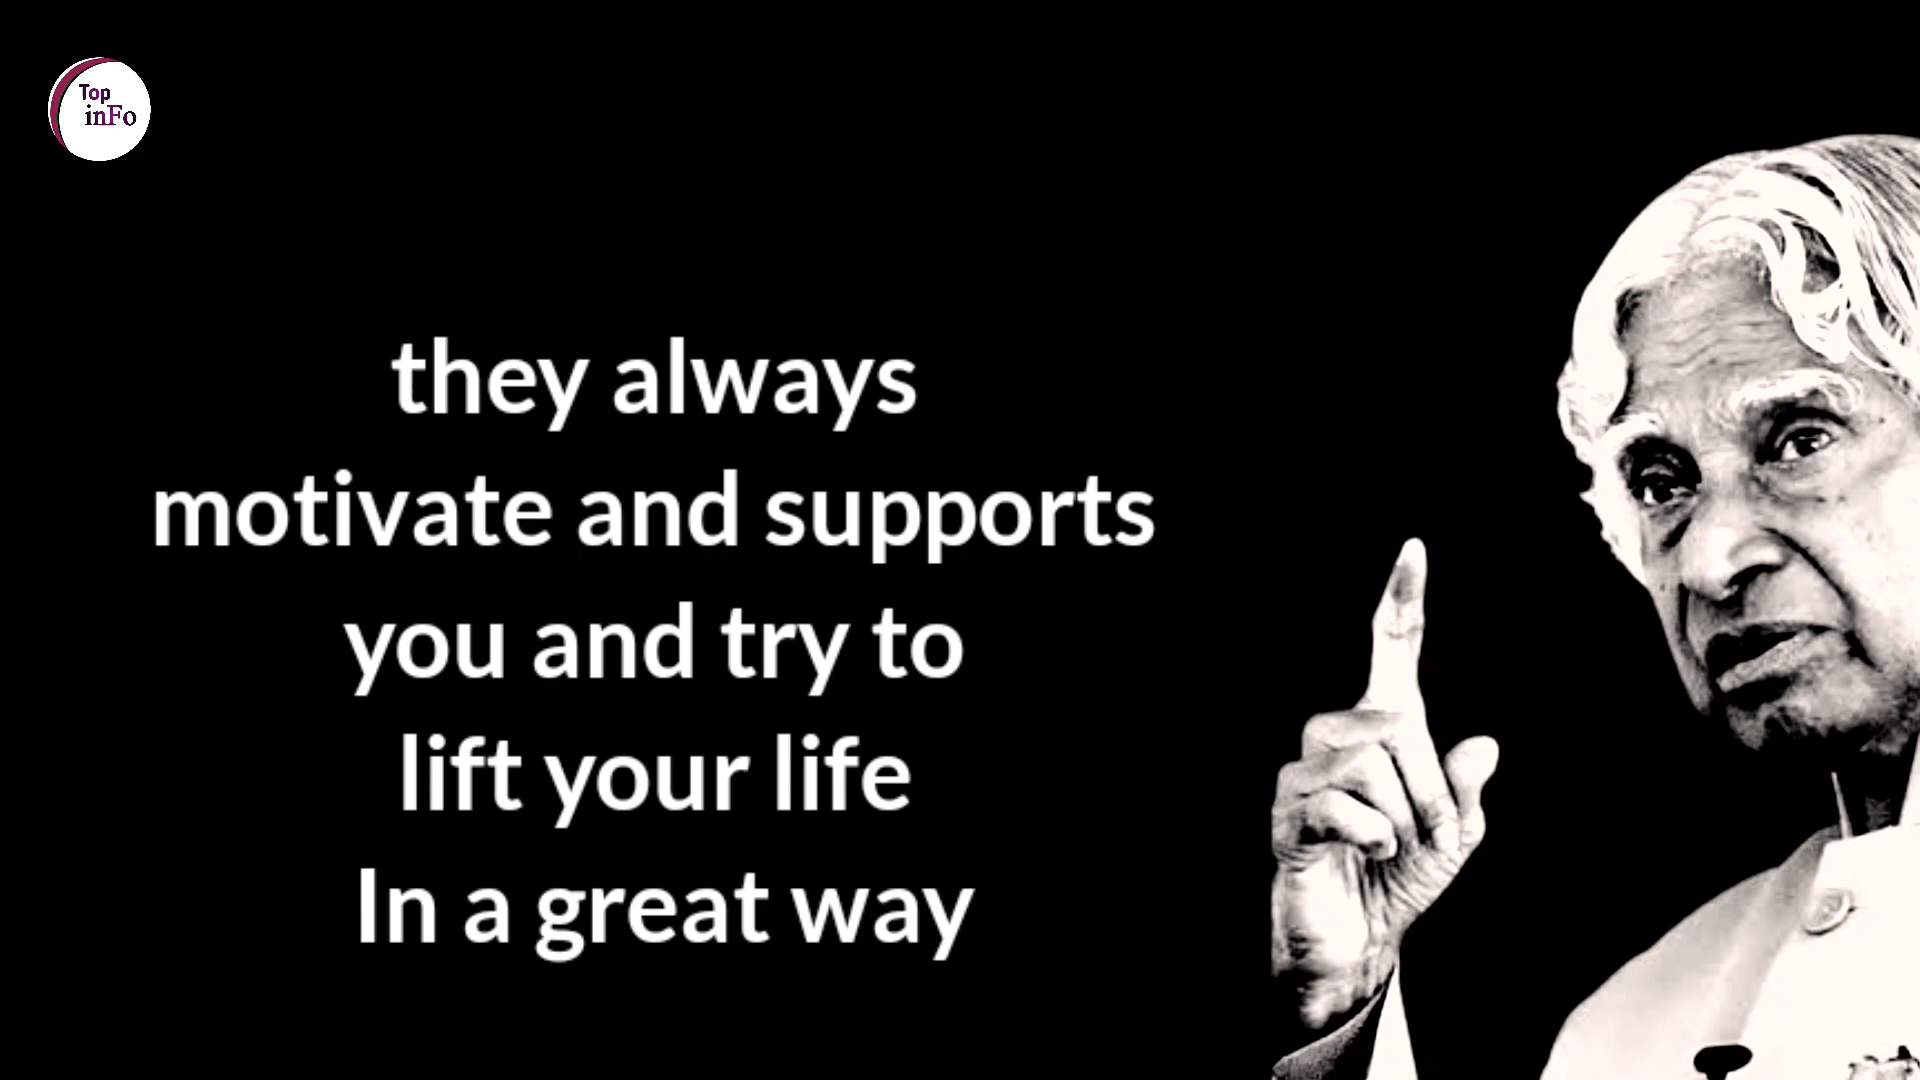 Top
inFo
they always
motivate and supports
you and try to
lift your life
In a great way